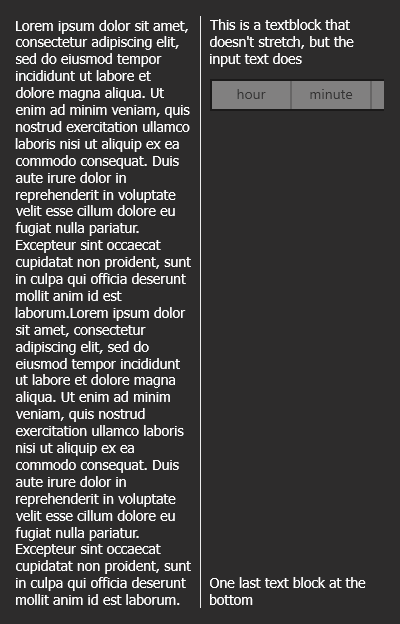 Lorem ipsum dolor sit amet,
consectetur adipiscing elit,
sed do eiusmod tempor
incididunt ut labore et
dolore magna aliqua. Ut
enim ad minim veniam, quis
nostrud exercitation ullamco
laboris nisi ut aliquip ex ea
commodo consequat. Duis
aute irure dolor in
reprehenderit in voluptate
velit esse cillum dolore eu
fugiat nulla pariatur.
Excepteur sint occaecat
cupidatat non proident, sunt
in culpa qui officia deserunt
mollit anim id est
laborum.Lorem ipsum dolor
sit amet, consectetur
adipiscing elit, sed do
eiusmod tempor incididunt
ut labore et dolore magna
aliqua. Ut enim ad minim
veniam, quis nostrud
exercitation ullamco laboris
nisi ut aliquip ex ea
commodo consequat. Duis
aute irure dolor in
reprehenderit in voluptate
velit esse cillum dolore eu
fugiat nulla pariatur.
Excepteur sint occaecat
cupidatat non proident, sunt
in culpa qui officia deserunt
mollit anim id est laborum.
This is a textblock that
doesn't stretch, but the
input text does
hour minute
One last text block at the
bottom